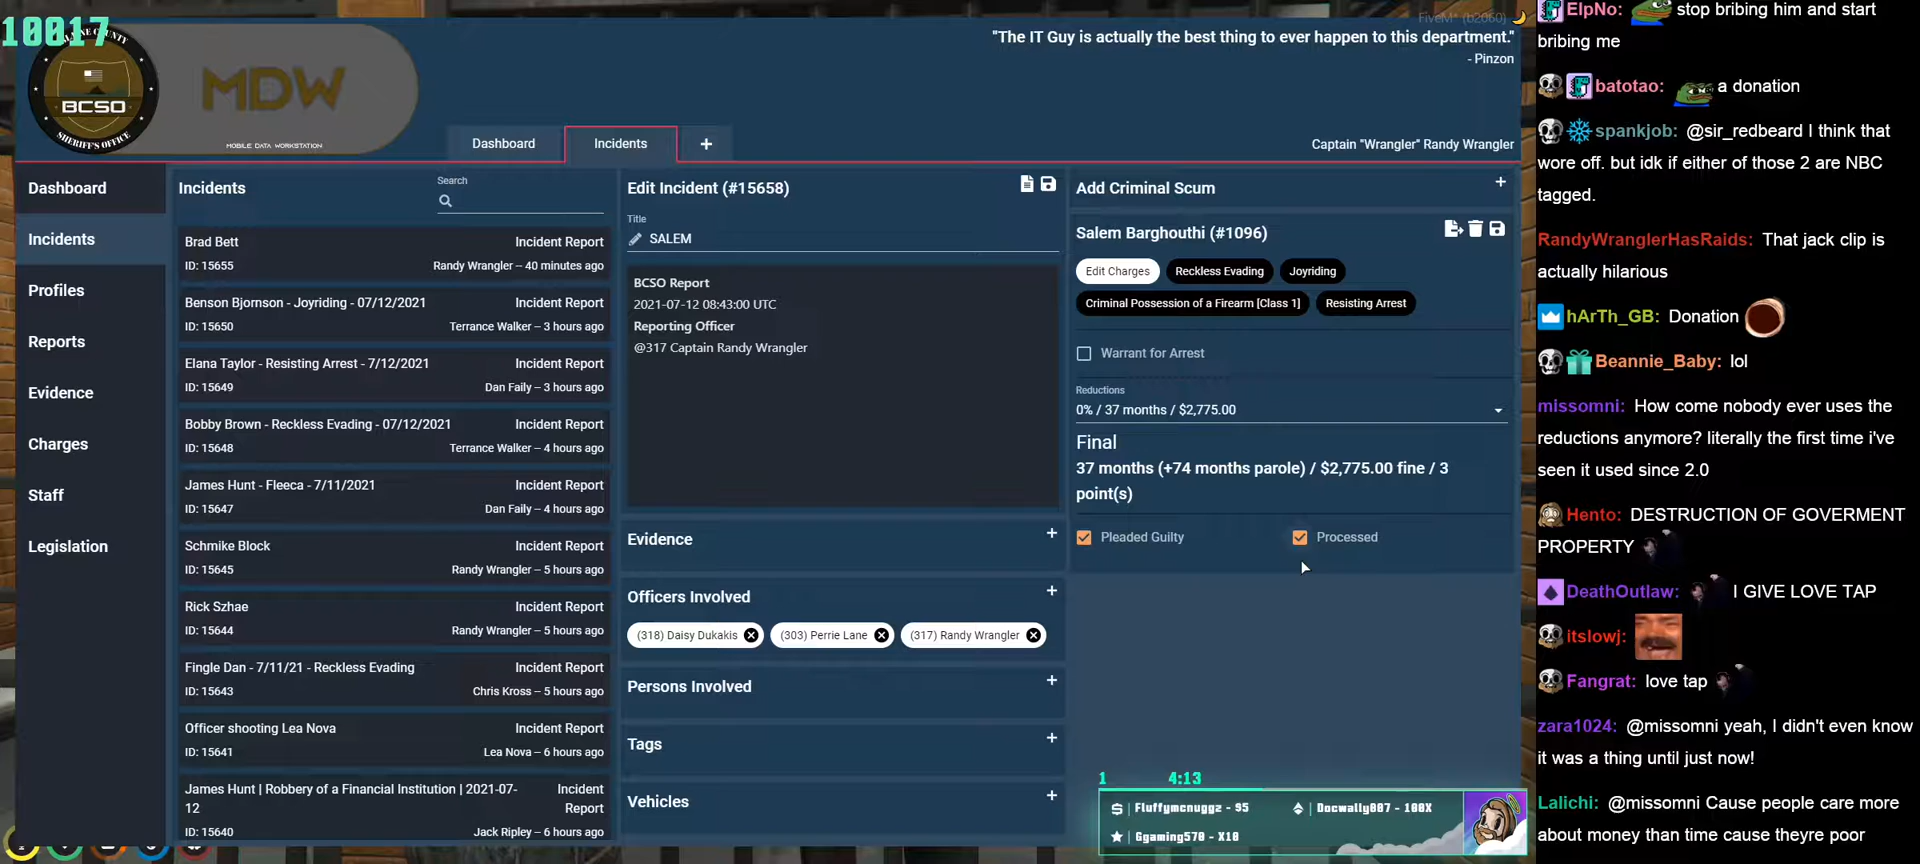 10017
FiveM* (b2060)
"The IT Guy is actually the best thing to ever happen to this department."
- Pinzon
BCSO
SHERIFF'S OFFICE
MDW
MOBILE DATA WORKSTATION
Dashboard
Incidents
+
Captain "Wrangler" Randy Wrangler
Dashboard
Incidents
Profiles
Reports
Evidence
Charges
Staff
Legislation
Incidents
Search
Brad Bett
Incident Report
ID: 15655
Randy Wrangler – 40 minutes ago
Benson Bjornson - Joyriding - 07/12/2021
Incident Report
ID: 15650
Terrance Walker – 3 hours ago
Elana Taylor - Resisting Arrest - 7/12/2021
Incident Report
ID: 15649
Dan Faily – 3 hours ago
Bobby Brown - Reckless Evading - 07/12/2021
Incident Report
ID: 15648
Terrance Walker – 4 hours ago
James Hunt - Fleeca - 7/11/2021
Incident Report
ID: 15647
Dan Faily – 4 hours ago
Schmike Block
Incident Report
ID: 15645
Randy Wrangler – 5 hours ago
Rick Szhae
Incident Report
ID: 15644
Randy Wrangler – 5 hours ago
Fingle Dan - 7/11/21 - Reckless Evading
Incident Report
ID: 15643
Chris Kross – 5 hours ago
Officer shooting Lea Nova
Incident Report
ID: 15641
Lea Nova – 6 hours ago
James Hunt | Robbery of a Financial Institution | 2021-07-
12
Incident
Report
ID: 15640
Jack Ripley – 6 hours ago
Edit Incident (#15658)
Title
SALEM
BCSO Report
2021-07-12 08:43:00 UTC
Reporting Officer
@317 Captain Randy Wrangler
Evidence
+
Officers Involved
+
(318) Daisy Dukakis
(303) Perrie Lane
(317) Randy Wrangler
Persons Involved
+
Tags
+
Vehicles
+
Add Criminal Scum
+
Salem Barghouthi (#1096)
Edit Charges
Reckless Evading
Joyriding
Criminal Possession of a Firearm [Class 1]
Resisting Arrest
Warrant for Arrest
Reductions
0% / 37 months / $2,775.00
Final
37 months (+74 months parole) / $2,775.00 fine / 3
point(s)
Pleaded Guilty
Processed
1
4:13
$ | Fluffymcnuggz - 95
| Docwally007 - 100X
| Ggaming570 - X10
ElpNo: stop bribing him and start
bribing me
batotao: a donation
spankjob: @sir_redbeard I think that
wore off. but idk if either of those 2 are NBC
tagged.
RandyWranglerHasRaids: That jack clip is
actually hilarious
hArTh_GB: Donation
Beannie_Baby: lol
missomni: How come nobody ever uses the
reductions anymore? literally the first time i've
seen it used since 2.0
Hento: DESTRUCTION OF GOVERMENT
PROPERTY
DeathOutlaw: I GIVE LOVE TAP
itslowj:
Fangrat: love tap
zara1024: @missomni yeah, I didn't even know
it was a thing until just now!
Lalichi: @missomni Cause people care more
about money than time cause theyre poor